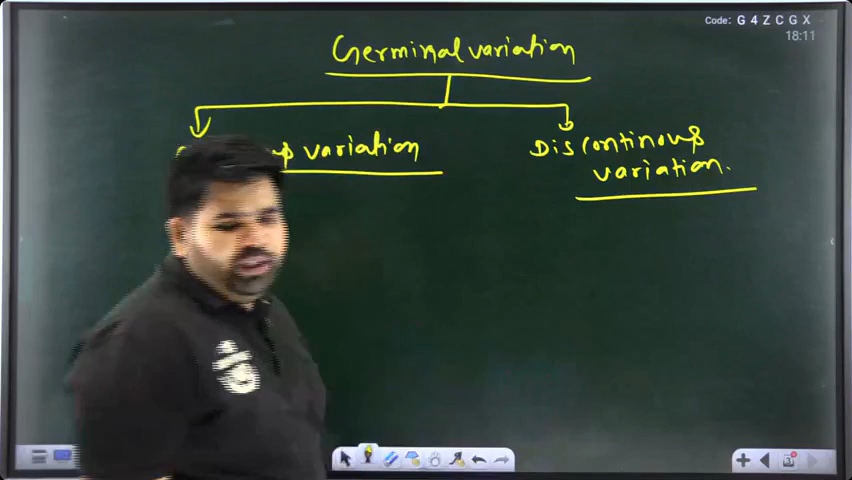 Code: G 4 Z C G X
18:11
Germinal variation
variation
Discontinous
variation.